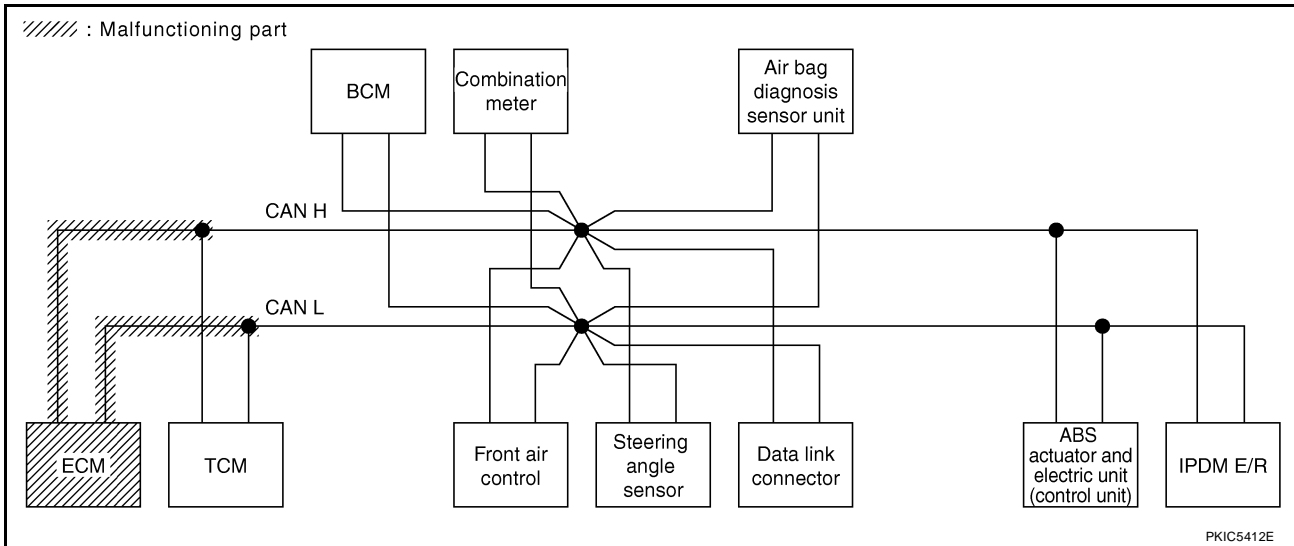 : Malfunctioning part
BCM
Combination
meter
Air bag
diagnosis
sensor unit
CAN H
CAN L
ECM
TCM
Front air
control
Steering
angle
sensor
Data link
connector
ABS
actuator and
electric unit
(control unit)
IPDM E/R
PKIC5412E